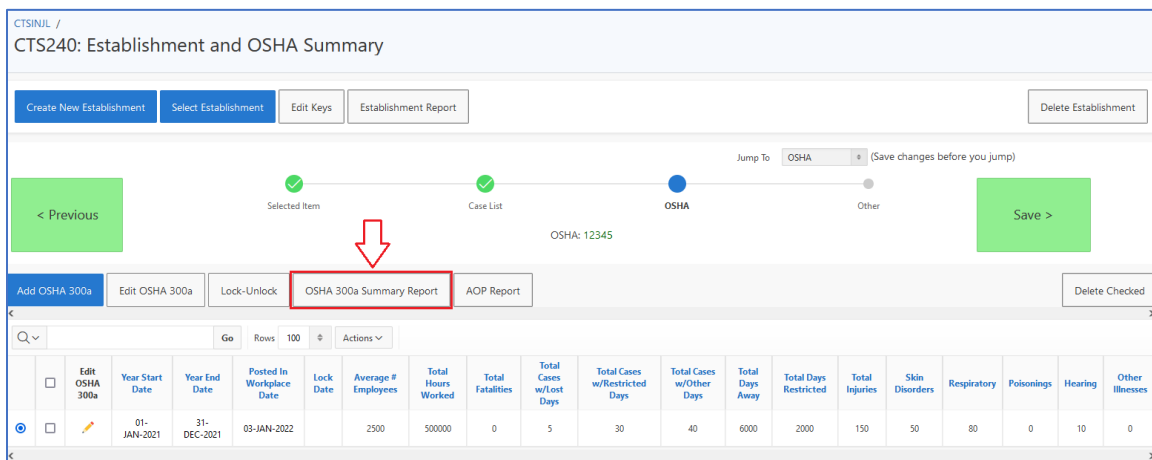 CTSINJL /
CTS240: Establishment and OSHA Summary
Create New Establishment Select Establishment Edit Keys Establishment Report Delete Establishment
Jump To OSHA (Save changes before you jump)
< Previous Selected Item Case List OSHA Other Save >
OSHA: 12345
Add OSHA 300a Edit OSHA 300a Lock-Unlock OSHA 300a Summary Report AOP Report Delete Checked
Go Rows 100 Actions
Edit OSHA 300a Year Start Date Year End Date Posted In Workplace Date Lock Date Average # Employees Total Hours Worked Total Fatalities Total Cases w/Lost Days Total Cases w/Restricted Days Total Cases w/Other Days Total Days Away Total Days Restricted Total Injuries Skin Disorders Respiratory Poisonings Hearing Other Illnesses
01-JAN-2021 31-DEC-2021 03-JAN-2022 2500 500000 0 5 30 40 6000 2000 150 50 80 0 10 0